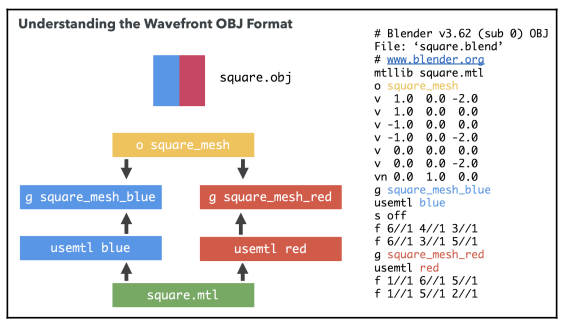 Understanding the Wavefront OBJ Format
square.obj
o square_mesh
g square_mesh_blue
g square_mesh_red
usemtl blue
usemtl red
square.mtl
# Blender v3.62 (sub 0) OBJ
File: ‘square.blend’
# www.blender.org
mtllib square.mtl
o square_mesh
v  1.0  0.0 -2.0
v  1.0  0.0  0.0
v -1.0  0.0  0.0
v -1.0  0.0 -2.0
v  0.0  0.0  0.0
v  0.0  0.0 -2.0
vn 0.0  1.0  0.0
g square_mesh_blue
usemtl blue
s off
f 6//1 4//1 3//1
f 6//1 3//1 5//1
g square_mesh_red
usemtl red
f 1//1 6//1 5//1
f 1//1 5//1 2//1